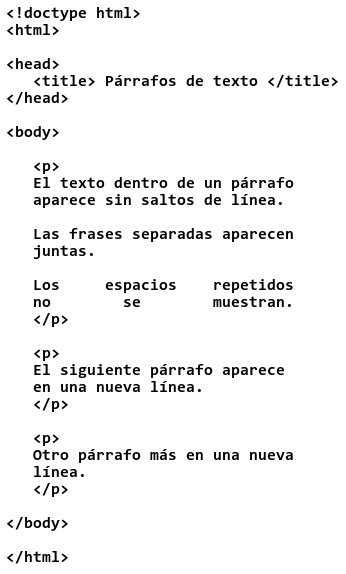 <!doctype html>
<html>

<head>
   <title> Párrafos de texto </title>
</head>

<body>

   <p>
   El texto dentro de un párrafo
   aparece sin saltos de línea.

   Las frases separadas aparecen
   juntas.

   Los     espacios    repetidos
   no        se        muestran.
   </p>

   <p>
   El siguiente párrafo aparece
   en una nueva línea.
   </p>

   <p>
   Otro párrafo más en una nueva
   línea.
   </p>

</body>

</html>